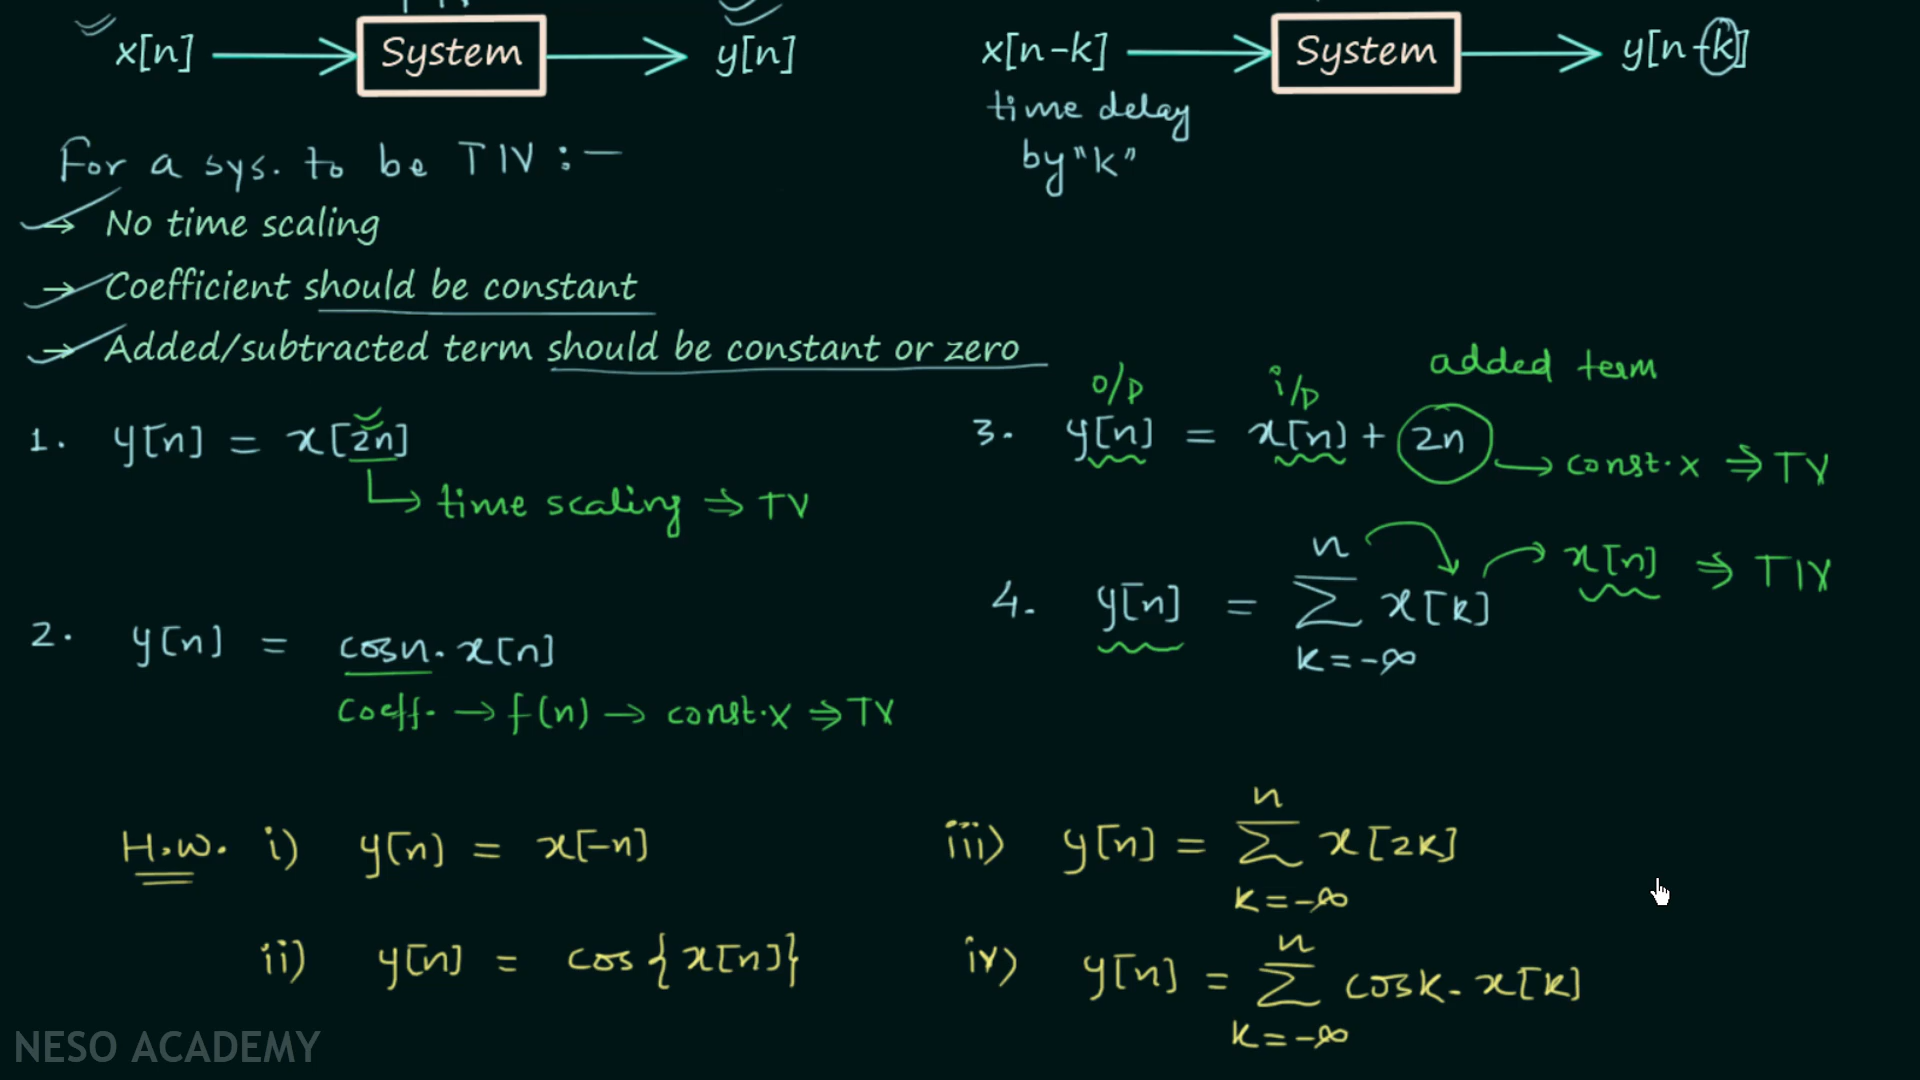 x[n] System y[n]
x[n-k] System y[n-k]
time delay
by "k"
For a sys. to be TIV :-
→ No time scaling
→ Coefficient should be constant
→ Added/subtracted term should be constant or zero
1. y[n] = x[2n]
time scaling ⇒ TV
2. y[n] = cosn. x[n]
coeff. → f(n) → const.x ⇒ TV
added term
o/p i/p
3. y[n] = x[n] + 2n → const.x ⇒ TV
4. y[n] = n Σ k=-∞ x[k] → x[n] ⇒ TIV
H.W. i) y[n] = x[-n]
ii) y[n] = cos{x[n]}
iii) y[n] = n Σ k=-∞ x[2k]
iv) y[n] = n Σ k=-∞ cosk. x[k]
NESO ACADEMY